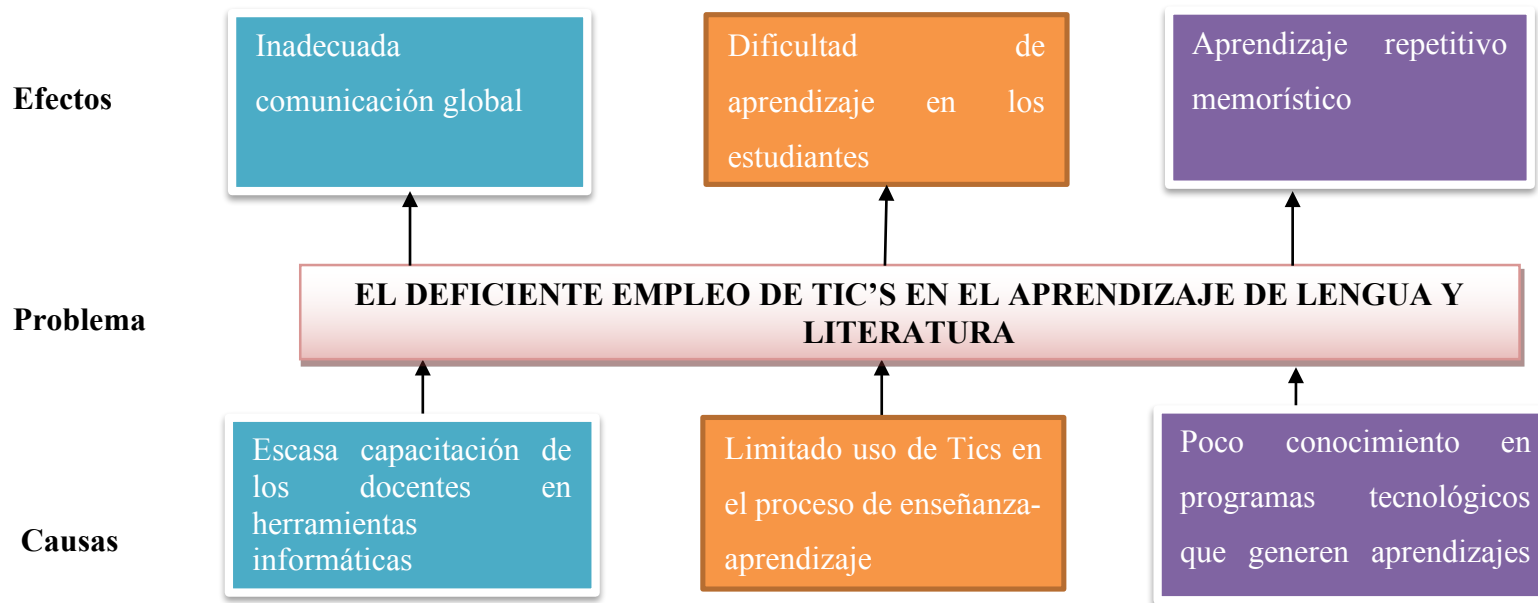 Efectos
Inadecuada
comunicación global
Dificultad de
aprendizaje en los
estudiantes
Aprendizaje repetitivo
memorístico
Problema
EL DEFICIENTE EMPLEO DE TIC’S EN EL APRENDIZAJE DE LENGUA Y
LITERATURA
Causas
Escasa capacitación de
los docentes en
herramientas
informáticas
Limitado uso de Tics en
el proceso de enseñanza-
aprendizaje
Poco conocimiento en
programas tecnológicos
que generen aprendizajes